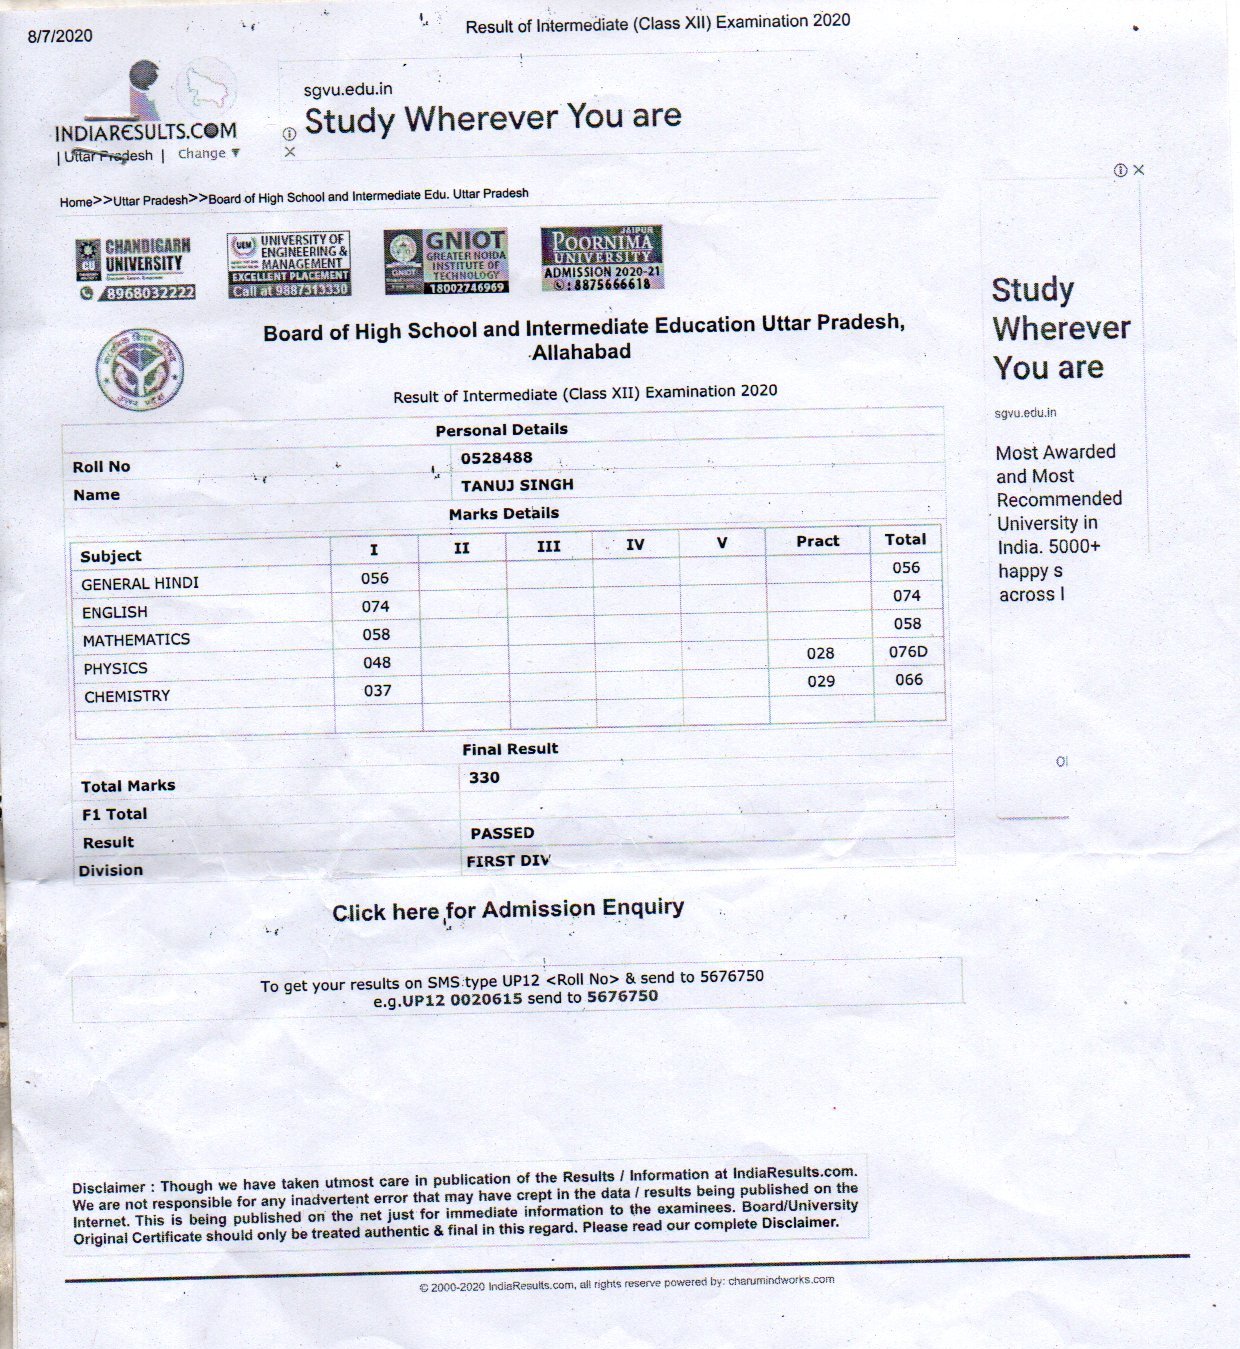 8/7/2020
Result of Intermediate (Class XII) Examination 2020
INDIARESULTS.COM
| Uttar Pradesh | Change ▼
sgvu.edu.in
Study Wherever You are
Home>>Uttar Pradesh>>Board of High School and Intermediate Edu. Uttar Pradesh
CU
CHANDIGARH
UNIVERSITY
8968032222
UEM
UNIVERSITY OF
ENGINEERING &
MANAGEMENT
EXCELLENT PLACEMENT
Call at 9887313330
GNIOT
GREATER NOIDA
INSTITUTE OF
TECHNOLOGY
GNIOT
18002746969
JAIPUR
POORNIMA
UNIVERSITY
ADMISSION 2020-21
: 8875666618
Board of High School and Intermediate Education Uttar Pradesh,
Allahabad
Result of Intermediate (Class XII) Examination 2020
Personal Details
Roll No 0528488
Name TANUJ SINGH
Marks Details
Subject I II III IV V Pract Total
GENERAL HINDI 056 056
ENGLISH 074 074
MATHEMATICS 058 058
PHYSICS 048 028 076D
CHEMISTRY 037 029 066
Final Result
Total Marks 330
F1 Total
Result PASSED
Division FIRST DIV
Click here for Admission Enquiry
To get your results on SMS type UP12 <Roll No> & send to 5676750
e.g.UP12 0020615 send to 5676750
Study
Wherever
You are
sgvu.edu.in
Most Awarded
and Most
Recommended
University in
India. 5000+
happy s
across I
Disclaimer : Though we have taken utmost care in publication of the Results / Information at IndiaResults.com.
We are not responsible for any inadvertent error that may have crept in the data / results being published on the
Internet. This is being published on the net just for immediate information to the examinees. Board/University
Original Certificate should only be treated authentic & final in this regard. Please read our complete Disclaimer.
© 2000-2020 IndiaResults.com, all rights reserve powered by: charumindworks.com